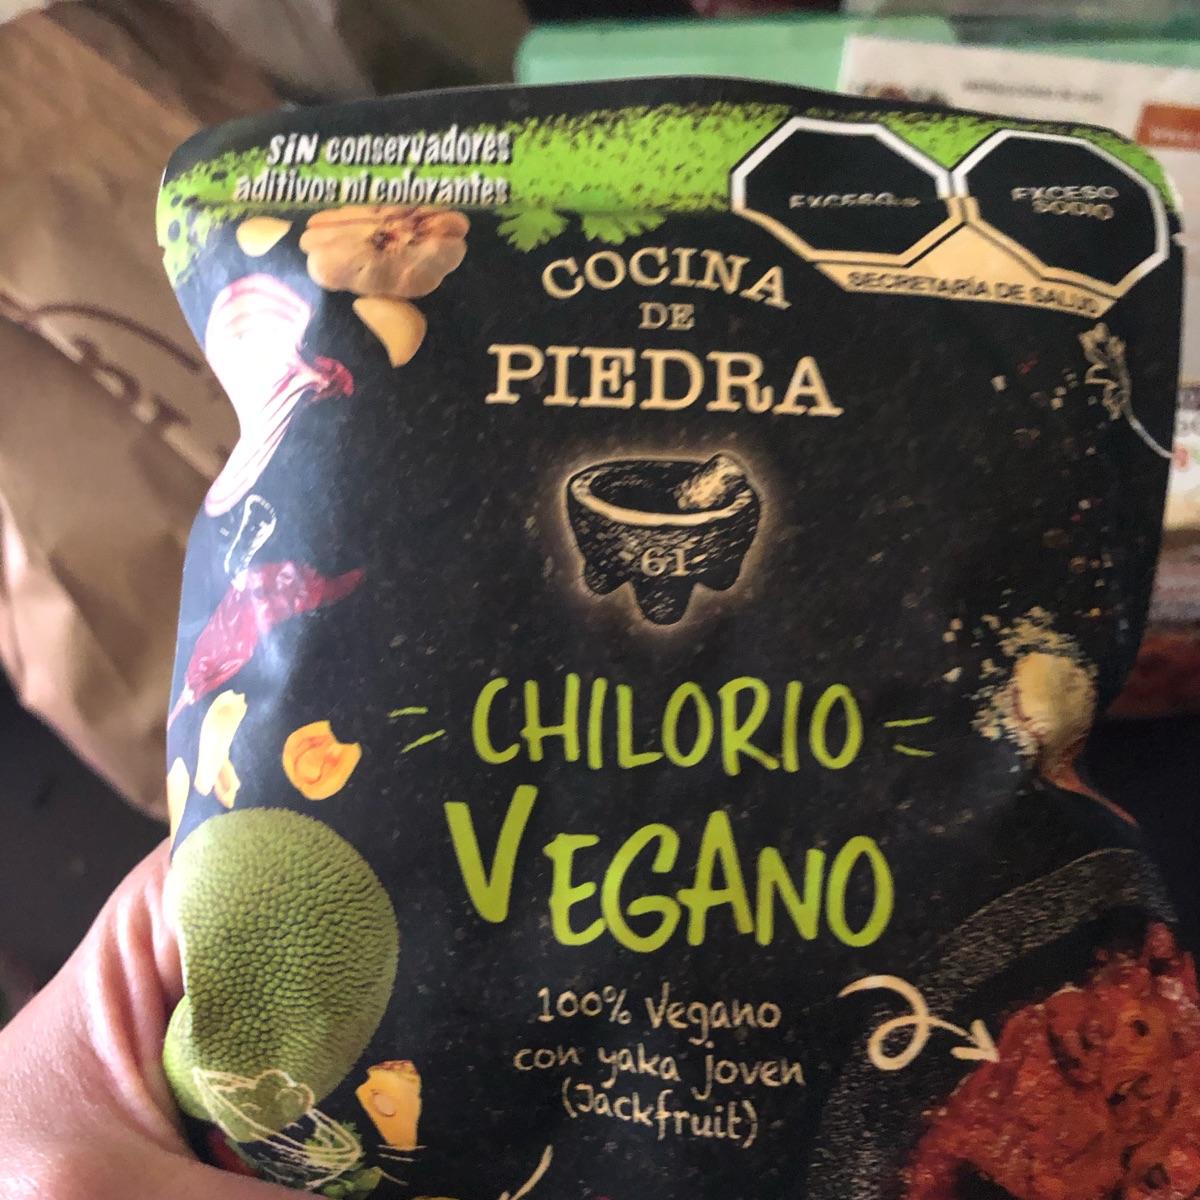 SIN conservadores
aditivos ni colorantes
EXCESO
EXCESO
SODIO
SECRETARÍA DE SALUD
COCINA
DE
PIEDRA
61
CHILORIO
VEGANO
100% Vegano
con yaka joven
(Jackfruit)